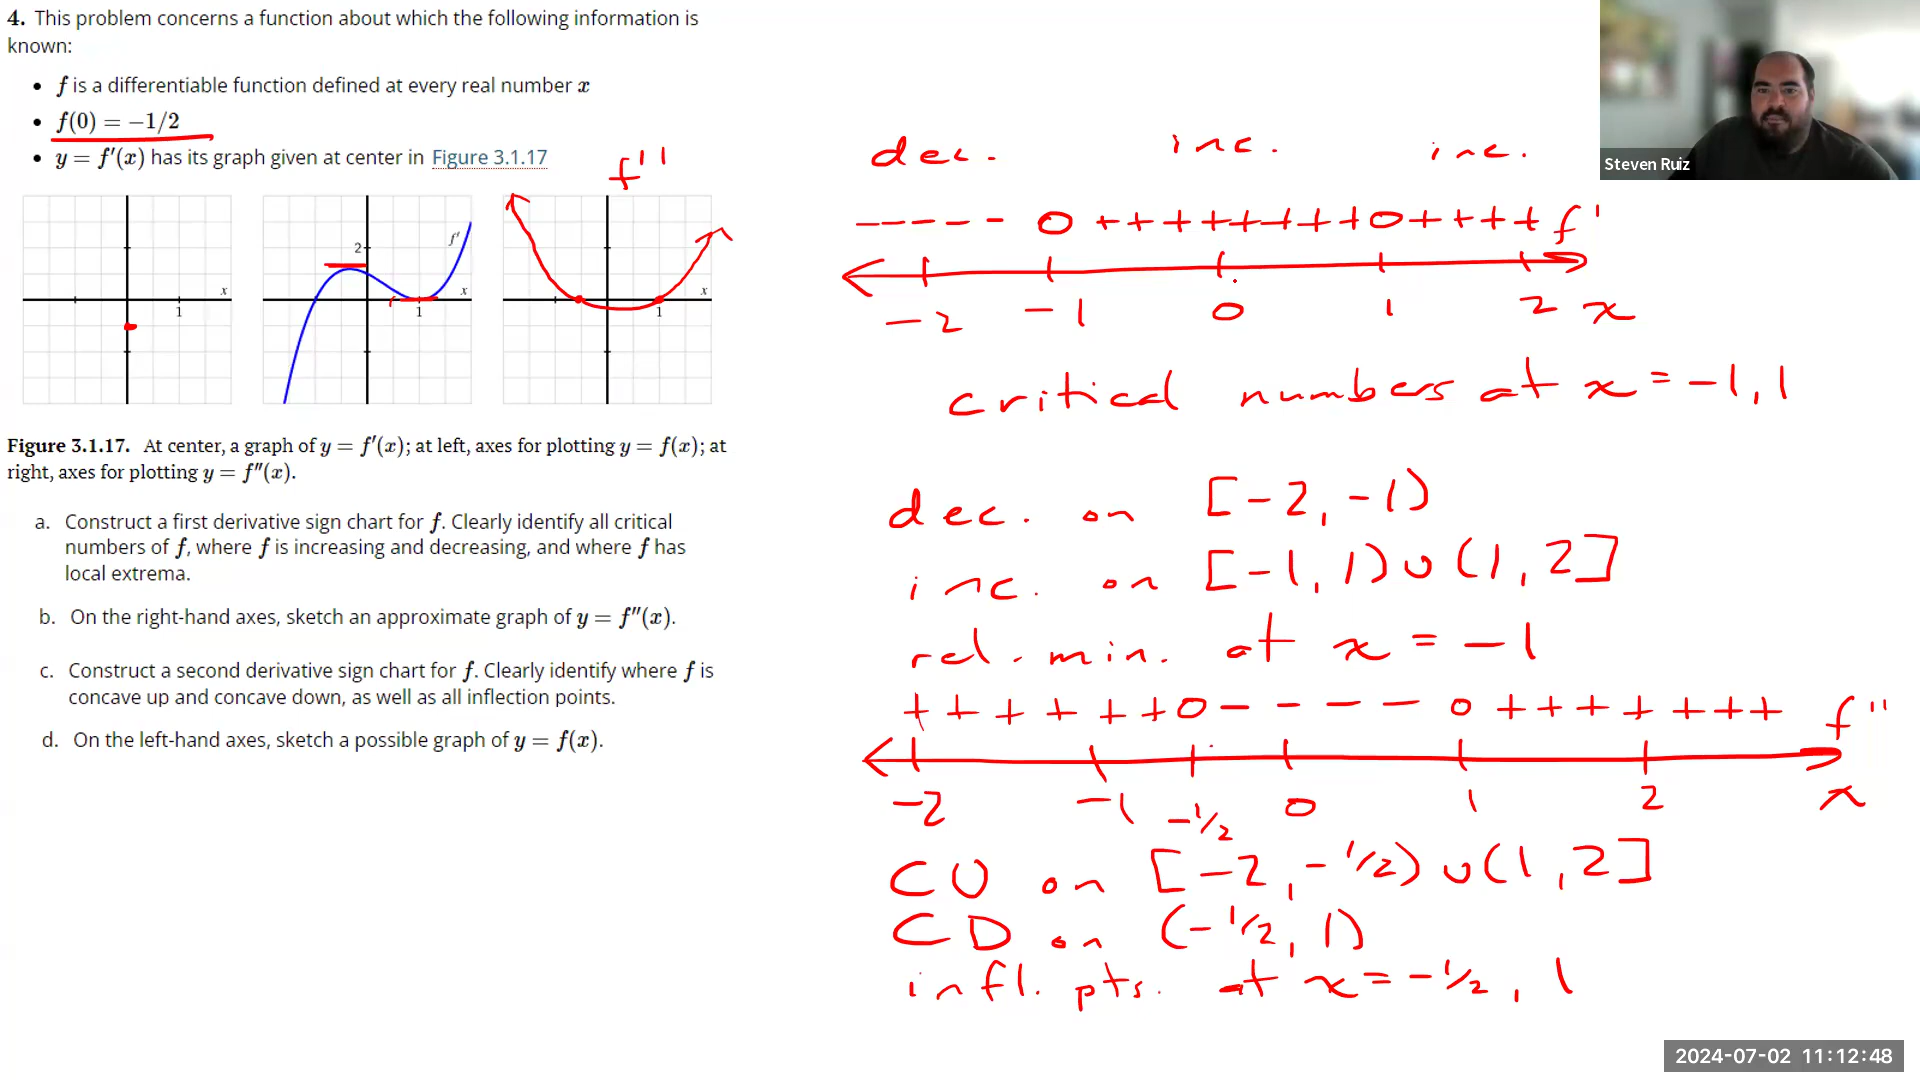 4. This problem concerns a function about which the following information is
known:
• f is a differentiable function defined at every real number x
• f(0) = −1/2
• y = f′(x) has its graph given at center in Figure 3.1.17
f''
x
1
2
f′
x
1
x
1
Figure 3.1.17. At center, a graph of y = f′(x); at left, axes for plotting y = f(x); at
right, axes for plotting y = f″(x).
a. Construct a first derivative sign chart for f. Clearly identify all critical
numbers of f, where f is increasing and decreasing, and where f has
local extrema.
b. On the right-hand axes, sketch an approximate graph of y = f″(x).
c. Construct a second derivative sign chart for f. Clearly identify where f is
concave up and concave down, as well as all inflection points.
d. On the left-hand axes, sketch a possible graph of y = f(x).
Steven Ruiz
dec. inc. inc.
----- - 0 + + + + + + + + 0 + + + + f'
-2 -1 0 1 2 x
critical numbers at x = -1, 1
dec. on [-2, -1)
inc. on [-1, 1) ∪ (1, 2]
rel. min. at x = -1
+ + + + + + 0 - - - - 0 + + + + + + + f''
-2 -1 -1/2 0 1 2 x
CU on [-2, -1/2) ∪ (1, 2]
CD on (-1/2, 1)
infl. pts. at x = -1/2, 1
2024-07-02 11:12:48